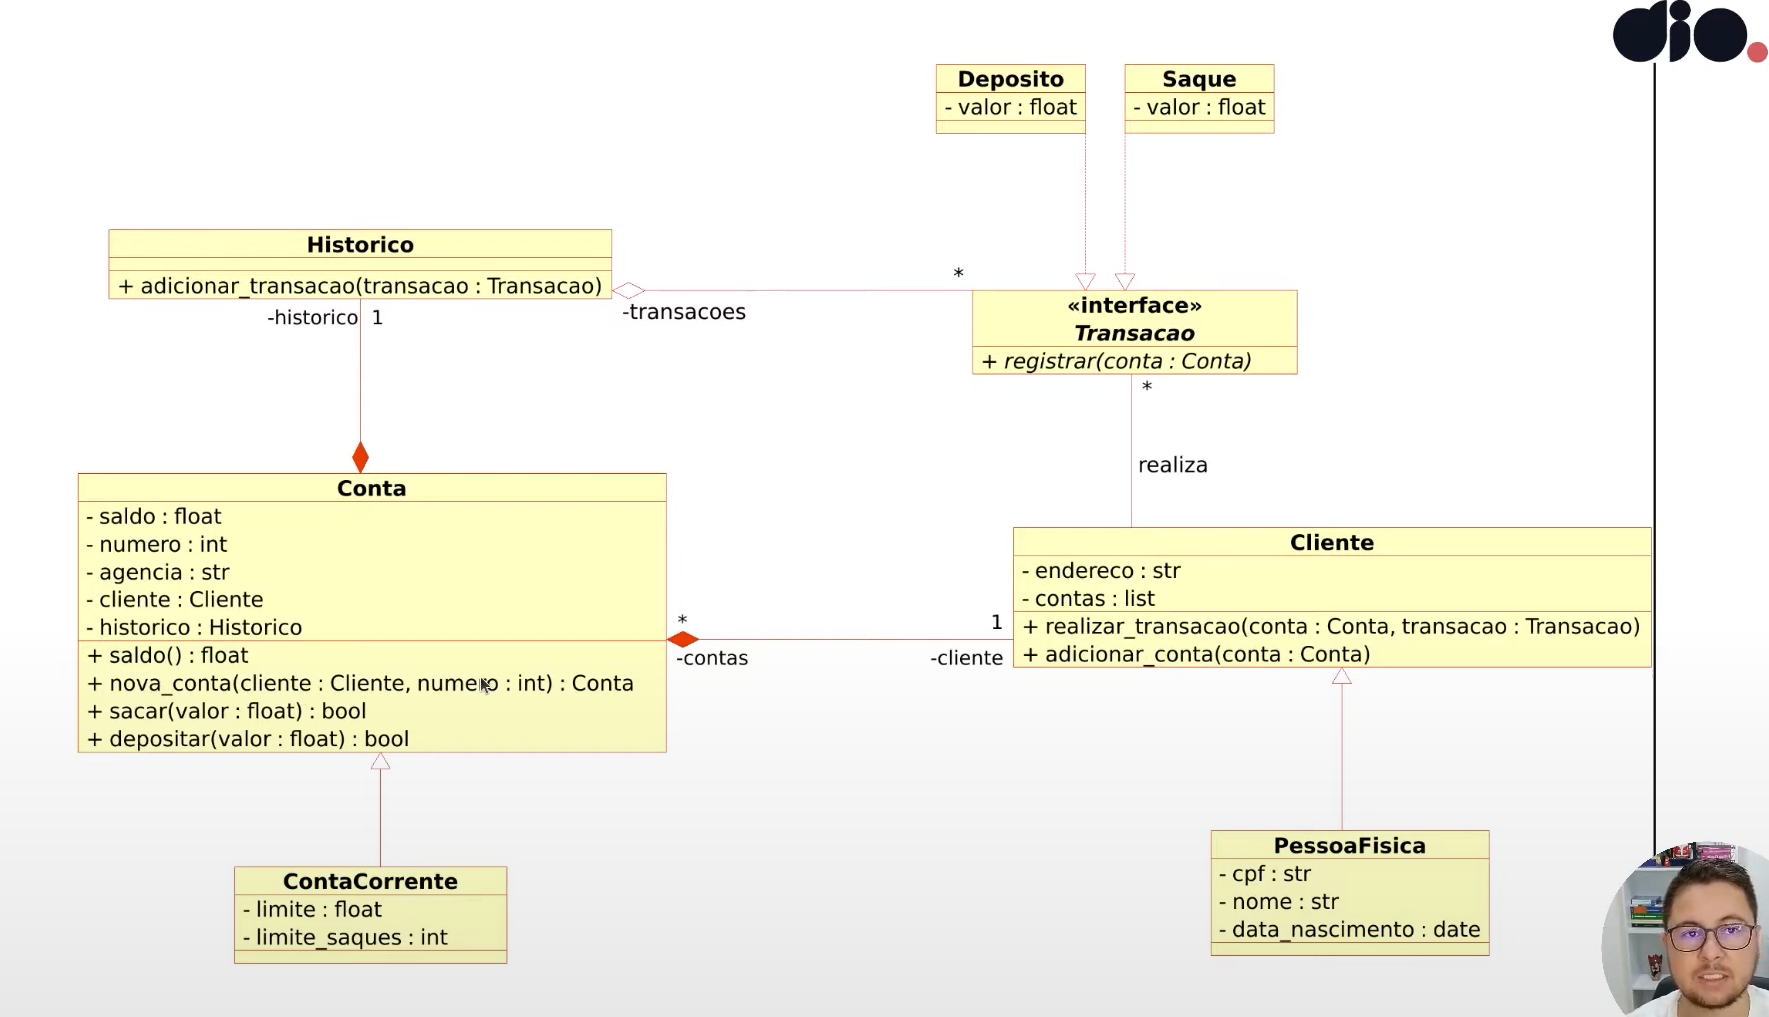 dio.
Deposito
- valor : float
Saque
- valor : float
Historico
+ adicionar_transacao(transacao : Transacao)
-historico 1
*
-transacoes
«interface»
Transacao
+ registrar(conta : Conta)
*
realiza
Conta
- saldo : float
- numero : int
- agencia : str
- cliente : Cliente
- historico : Historico
+ saldo() : float
+ nova_conta(cliente : Cliente, numero : int) : Conta
+ sacar(valor : float) : bool
+ depositar(valor : float) : bool
*
-contas
1
-cliente
Cliente
- endereco : str
- contas : list
+ realizar_transacao(conta : Conta, transacao : Transacao)
+ adicionar_conta(conta : Conta)
ContaCorrente
- limite : float
- limite_saques : int
PessoaFisica
- cpf : str
- nome : str
- data_nascimento : date